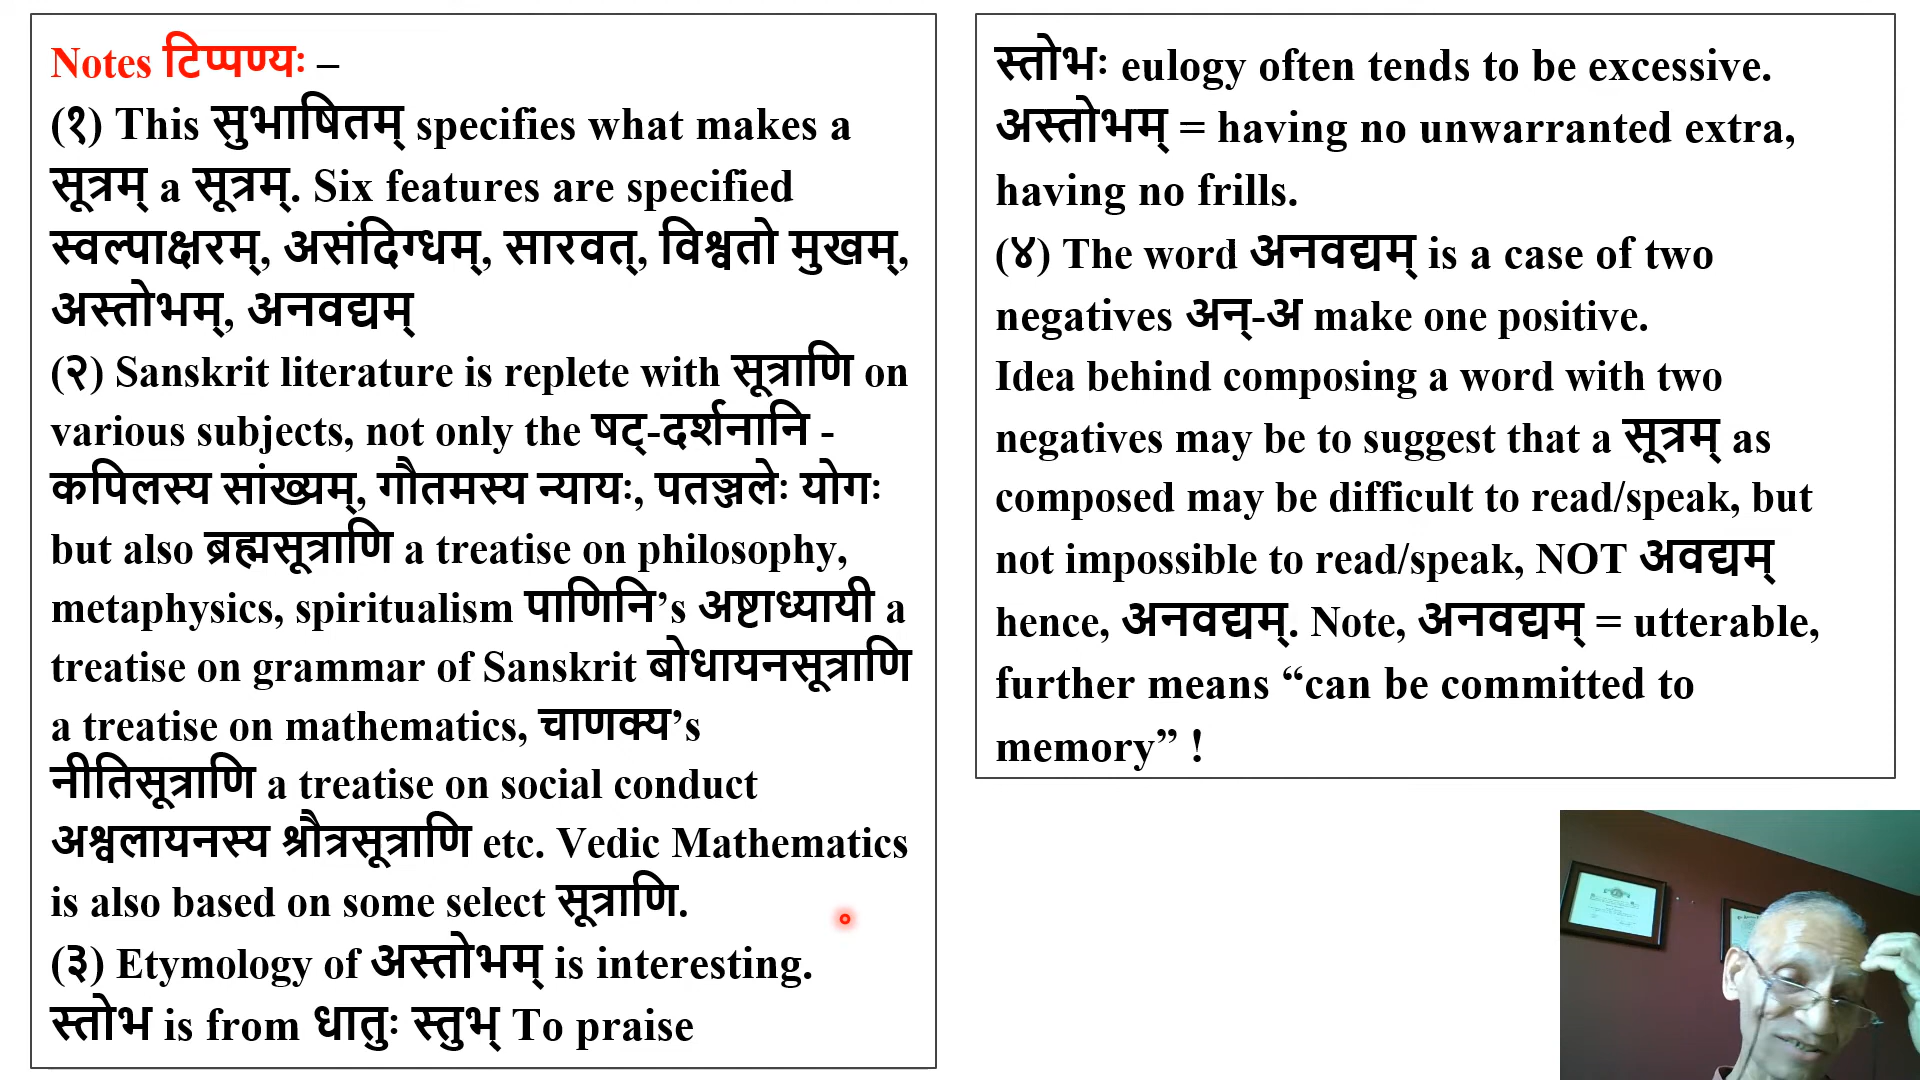 Notes टिप्पण्यः –
(१) This सुभाषितम् specifies what makes a
सूत्रम् a सूत्रम्. Six features are specified
स्वल्पाक्षरम्, असंदिग्धम्, सारवत्, विश्वतो मुखम्,
अस्तोभम्, अनवद्यम्
(२) Sanskrit literature is replete with सूत्राणि on
various subjects, not only the षट्-दर्शनानि -
कपिलस्य सांख्यम्, गौतमस्य न्यायः, पतञ्जलेः योगः
but also ब्रह्मसूत्राणि a treatise on philosophy,
metaphysics, spiritualism पाणिनि’s अष्टाध्यायी a
treatise on grammar of Sanskrit बोधायनसूत्राणि
a treatise on mathematics, चाणक्य’s
नीतिसूत्राणि a treatise on social conduct
अश्वलायनस्य श्रौत्रसूत्राणि etc. Vedic Mathematics
is also based on some select सूत्राणि.
(३) Etymology of अस्तोभम् is interesting.
स्तोभ is from धातुः स्तुभ् To praise
स्तोभः eulogy often tends to be excessive.
अस्तोभम् = having no unwarranted extra,
having no frills.
(४) The word अनवद्यम् is a case of two
negatives अन्-अ make one positive.
Idea behind composing a word with two
negatives may be to suggest that a सूत्रम् as
composed may be difficult to read/speak, but
not impossible to read/speak, NOT अवद्यम्
hence, अनवद्यम्. Note, अनवद्यम् = utterable,
further means “can be committed to
memory” !